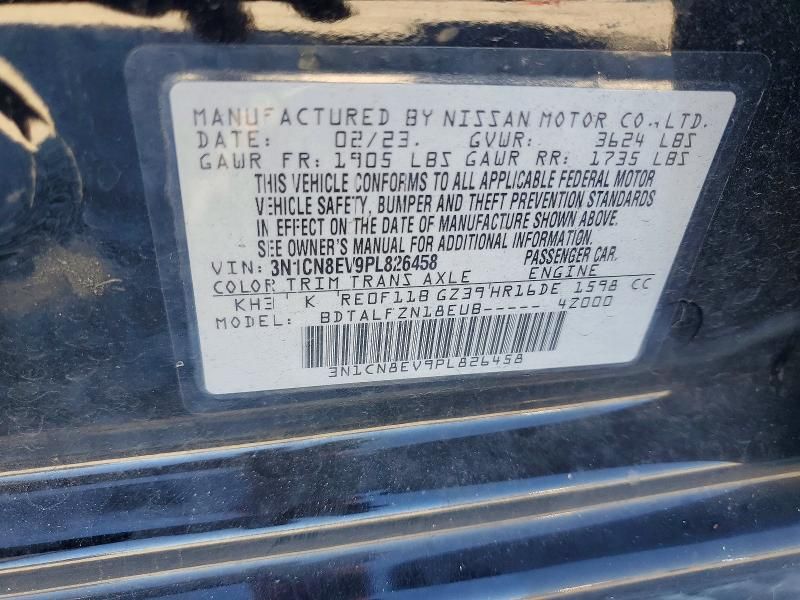 MANUFACTURED BY NISSAN MOTOR CO., LTD.
DATE: 02/23. GVWR: 3624 LBS
GAWR FR: 1905 LBS GAWR RR: 1735 LBS
THIS VEHICLE CONFORMS TO ALL APPLICABLE FEDERAL MOTOR
VEHICLE SAFETY, BUMPER AND THEFT PREVENTION STANDARDS
IN EFFECT ON THE DATE OF MANUFACTURE SHOWN ABOVE.
SEE OWNER'S MANUAL FOR ADDITIONAL INFORMATION.
VIN: 3N1CN8EV9PL826458 PASSENGER CAR.
COLOR TRIM TRANS AXLE ENGINE
KH3 K RE0F11B GZ39 HR16DE 1598 CC
MODEL: BDTALFZN18EUB----- 4Z000
3N1CN8EV9PL826458